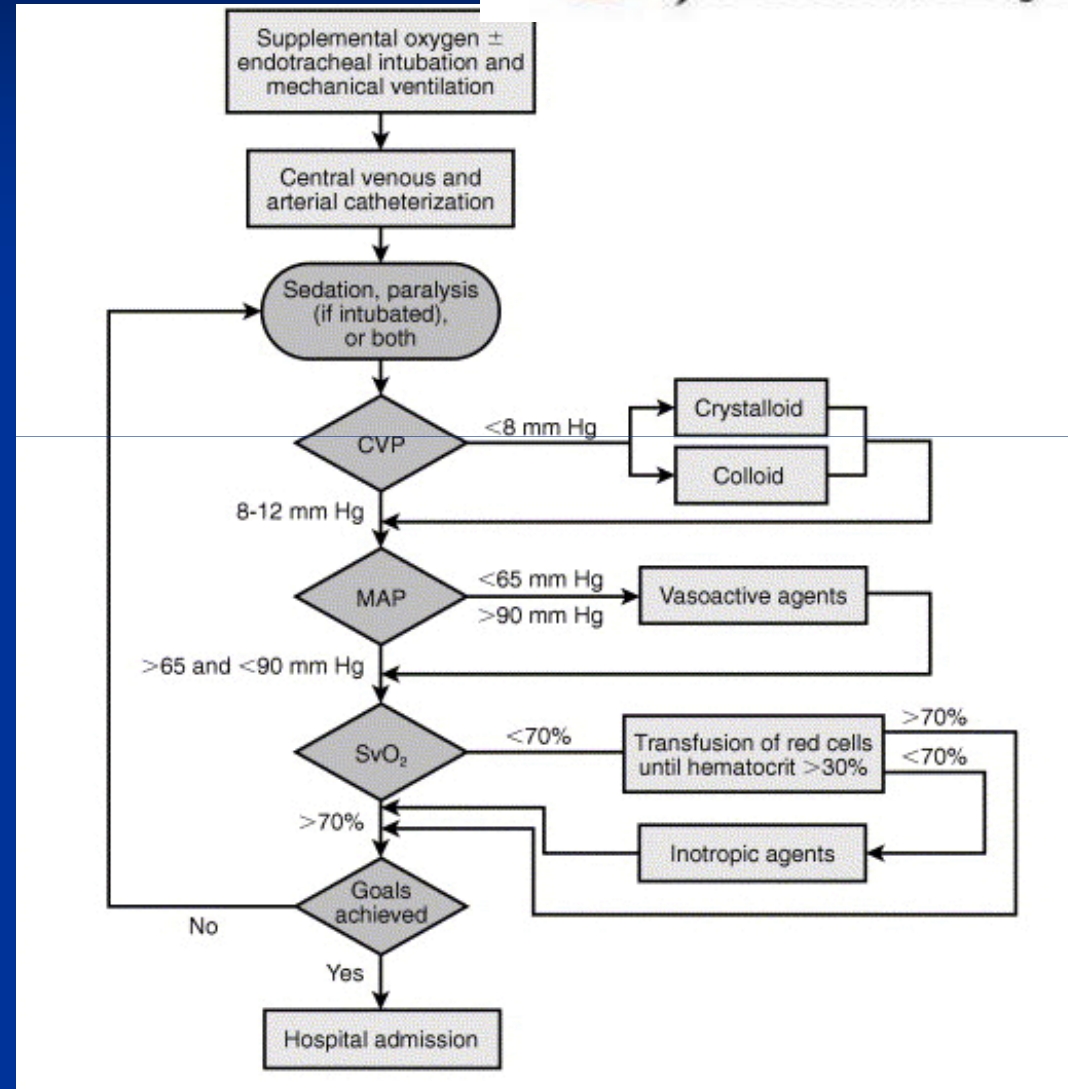 Supplemental oxygen ±
endotracheal intubation and
mechanical ventilation
Central venous and
arterial catheterization
Sedation, paralysis
(if intubated),
or both
CVP
<8 mm Hg
Crystalloid
Colloid
8-12 mm Hg
MAP
<65 mm Hg
>90 mm Hg
Vasoactive agents
>65 and <90 mm Hg
SvO₂
<70%
Transfusion of red cells
until hematocrit >30%
>70%
<70%
>70%
Inotropic agents
Goals
achieved
No
Yes
Hospital admission